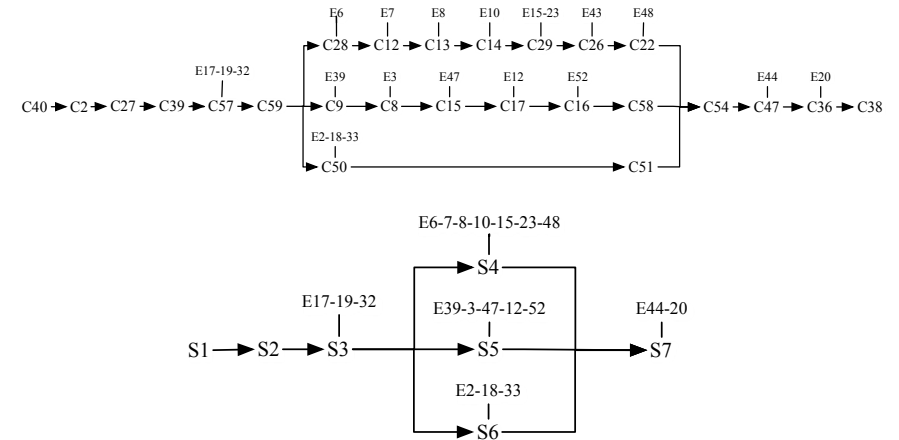 E6 E7 E8 E10 E15-23 E43 E48
C28 C12 C13 C14 C29 C26 C22
E17-19-32 E39 E3 E47 E12 E52 E44 E20
C40 C2 C27 C39 C57 C59 C9 C8 C15 C17 C16 C58 C54 C47 C36 C38
E2-18-33
C50 C51
E6-7-8-10-15-23-48
S4
E17-19-32 E39-3-47-12-52 E44-20
S1 S2 S3 S5 S7
E2-18-33
S6